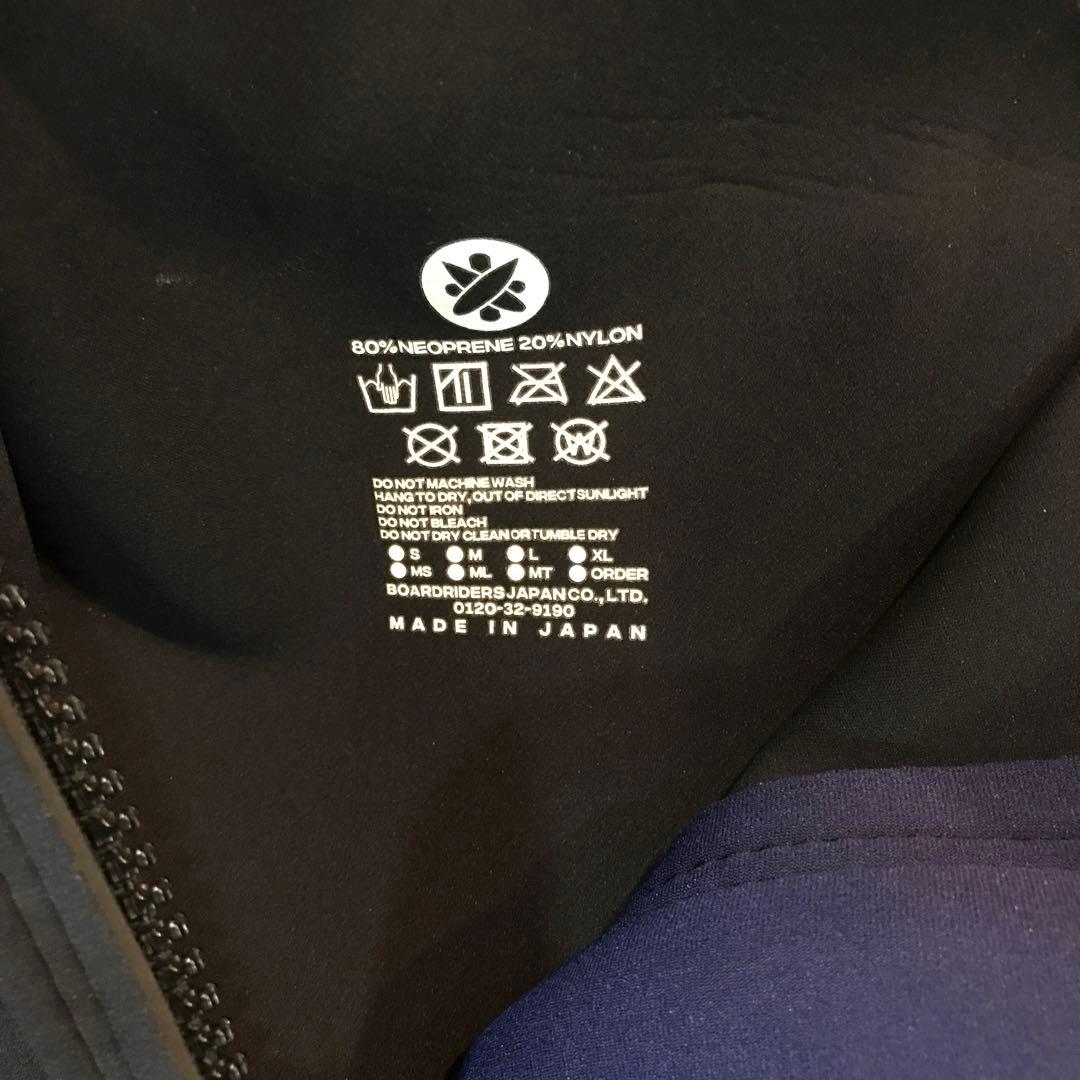 80%NEOPRENE 20%NYLON
W
DO NOT MACHINE WASH
HANG TO DRY, OUT OF DIRECT SUNLIGHT
DO NOT IRON
DO NOT BLEACH
DO NOT DRY CLEAN OR TUMBLE DRY
S M L XL
MS ML MT ORDER
BOARDRIDERS JAPAN CO., LTD.
0120-32-9190
MADE IN JAPAN